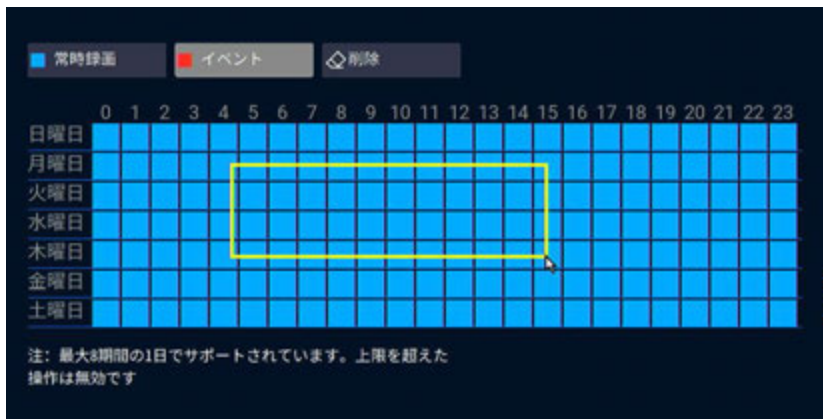 常時録画 イベント 削除
0 1 2 3 4 5 6 7 8 9 10 11 12 13 14 15 16 17 18 19 20 21 22 23
日曜日
月曜日
火曜日
水曜日
木曜日
金曜日
土曜日
注：最大8期間の1日でサポートされています。上限を超えた
操作は無効です